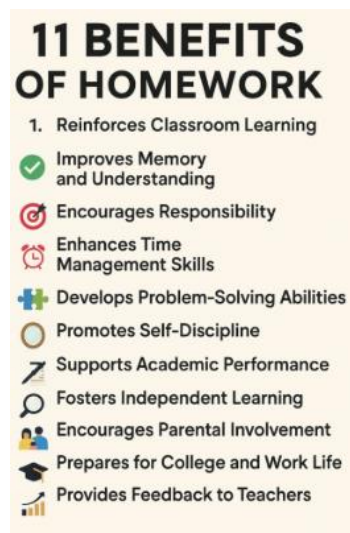 11 BENEFITS
OF HOMEWORK
1. Reinforces Classroom Learning
Improves Memory
and Understanding
Encourages Responsibility
Enhances Time
Management Skills
Develops Problem-Solving Abilities
Promotes Self-Discipline
Supports Academic Performance
Fosters Independent Learning
Encourages Parental Involvement
Prepares for College and Work Life
Provides Feedback to Teachers